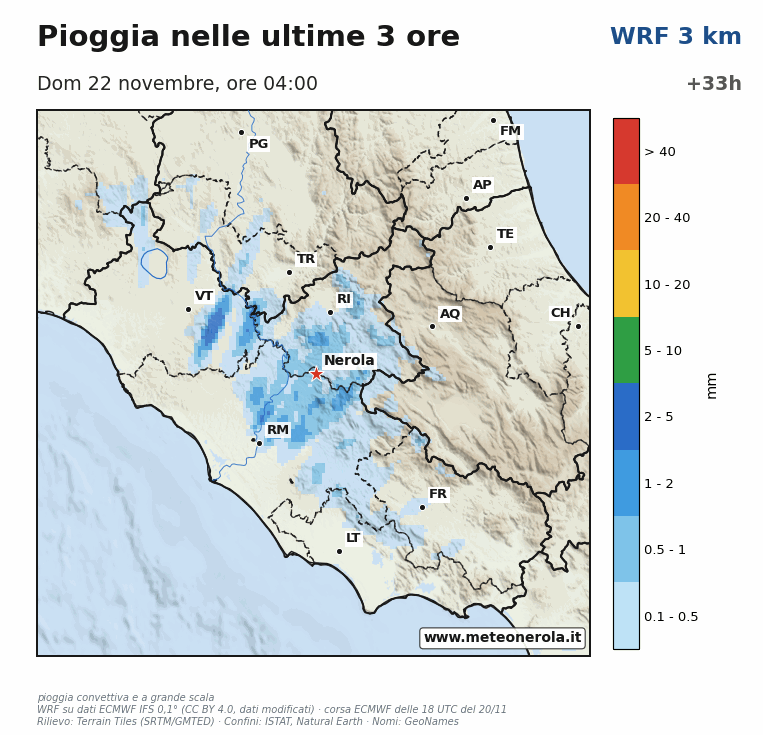 Pioggia nelle ultime 3 ore
WRF 3 km
Dom 22 novembre, ore 04:00
+33h
FM
PG
AP
TE
TR
VT
RI
AQ
CH
Nerola
RM
FR
LT
www.meteonerola.it
> 40
20 - 40
10 - 20
5 - 10
2 - 5
1 - 2
0.5 - 1
0.1 - 0.5
mm
pioggia convettiva e a grande scala
WRF su dati ECMWF IFS 0,1° (CC BY 4.0, dati modificati) · corsa ECMWF delle 18 UTC del 20/11
Rilievo: Terrain Tiles (SRTM/GMTED) · Confini: ISTAT, Natural Earth · Nomi: GeoNames